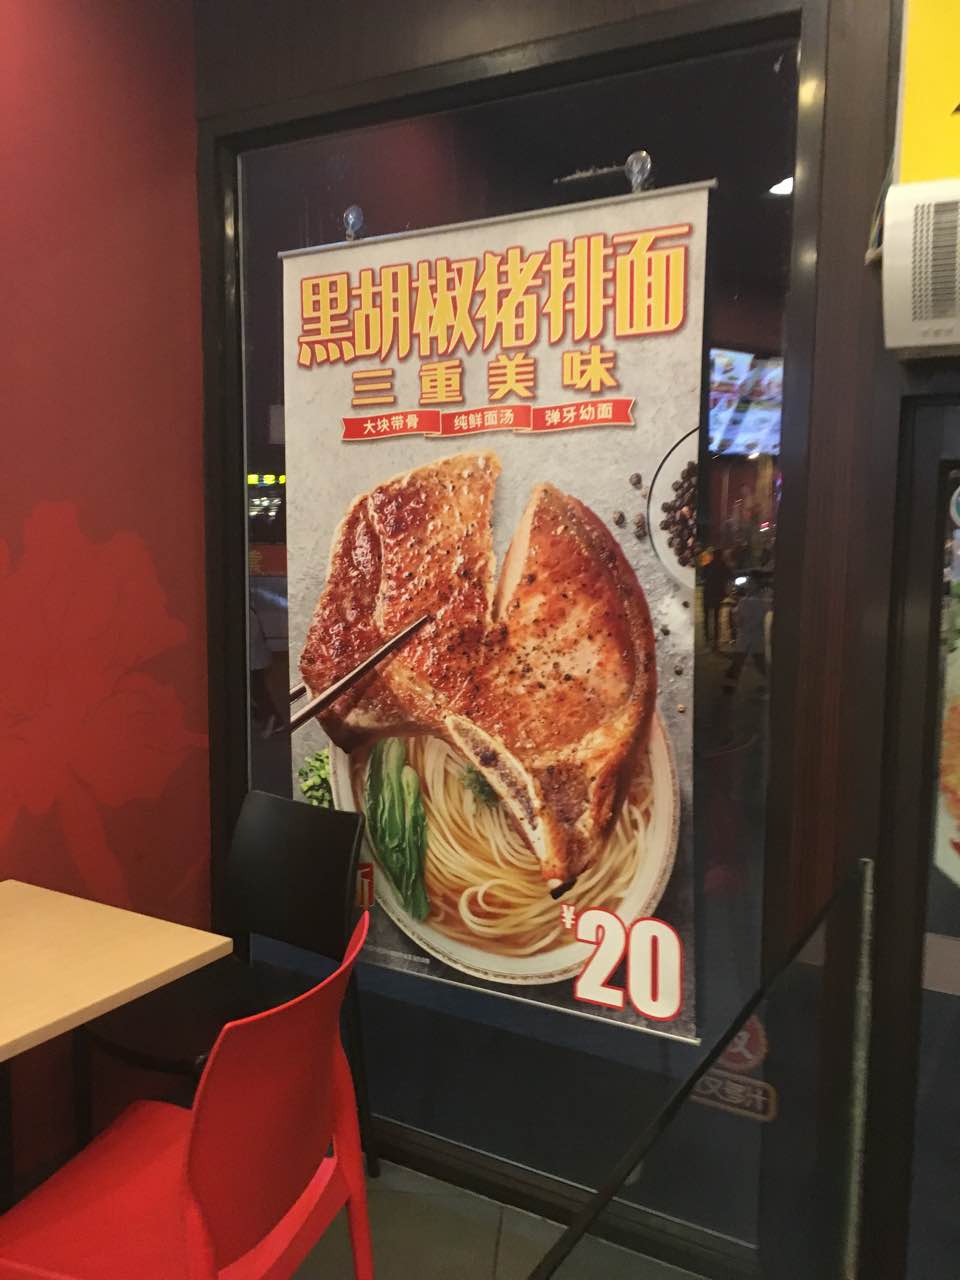 黑胡椒猪排面
三重美味
大块带骨 纯鲜面汤 弹牙幼面
¥20